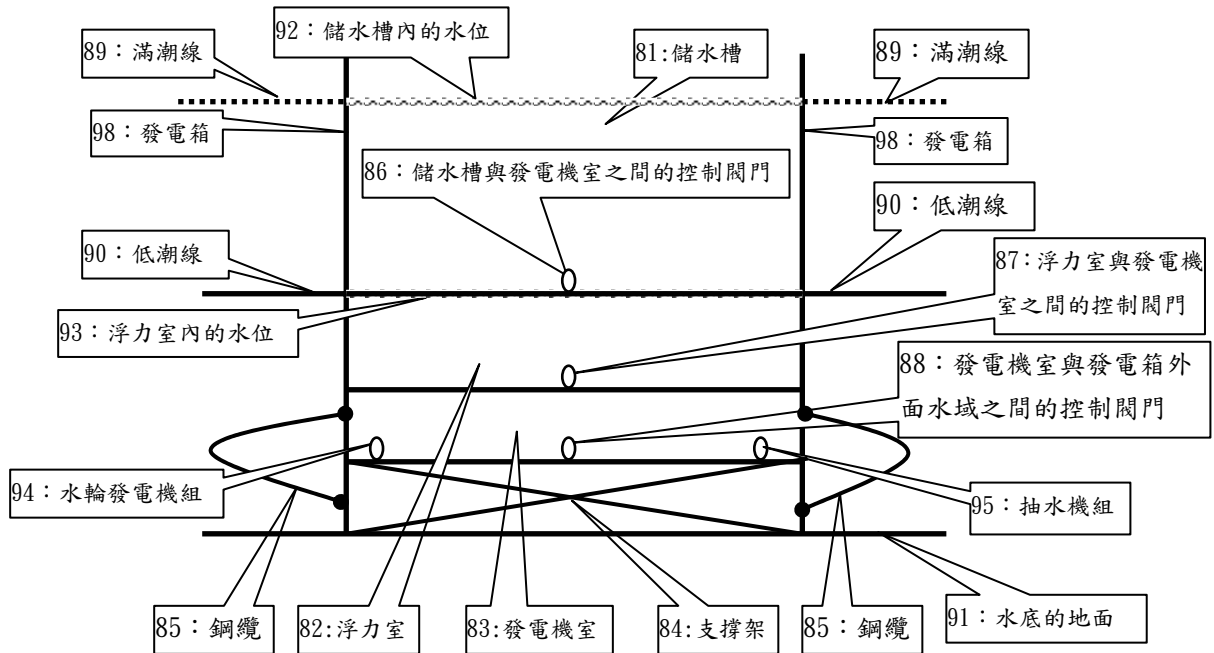 92：儲水槽內的水位
89：滿潮線
81:儲水槽
89：滿潮線
98：發電箱
98：發電箱
86：儲水槽與發電機室之間的控制閥門
90：低潮線
90：低潮線
87：浮力室與發電機
室之間的控制閥門
93：浮力室內的水位
88：發電機室與發電箱外
面水域之間的控制閥門
94：水輪發電機組
95：抽水機組
85：鋼纜
82:浮力室
83:發電機室
84:支撐架
85：鋼纜
91：水底的地面